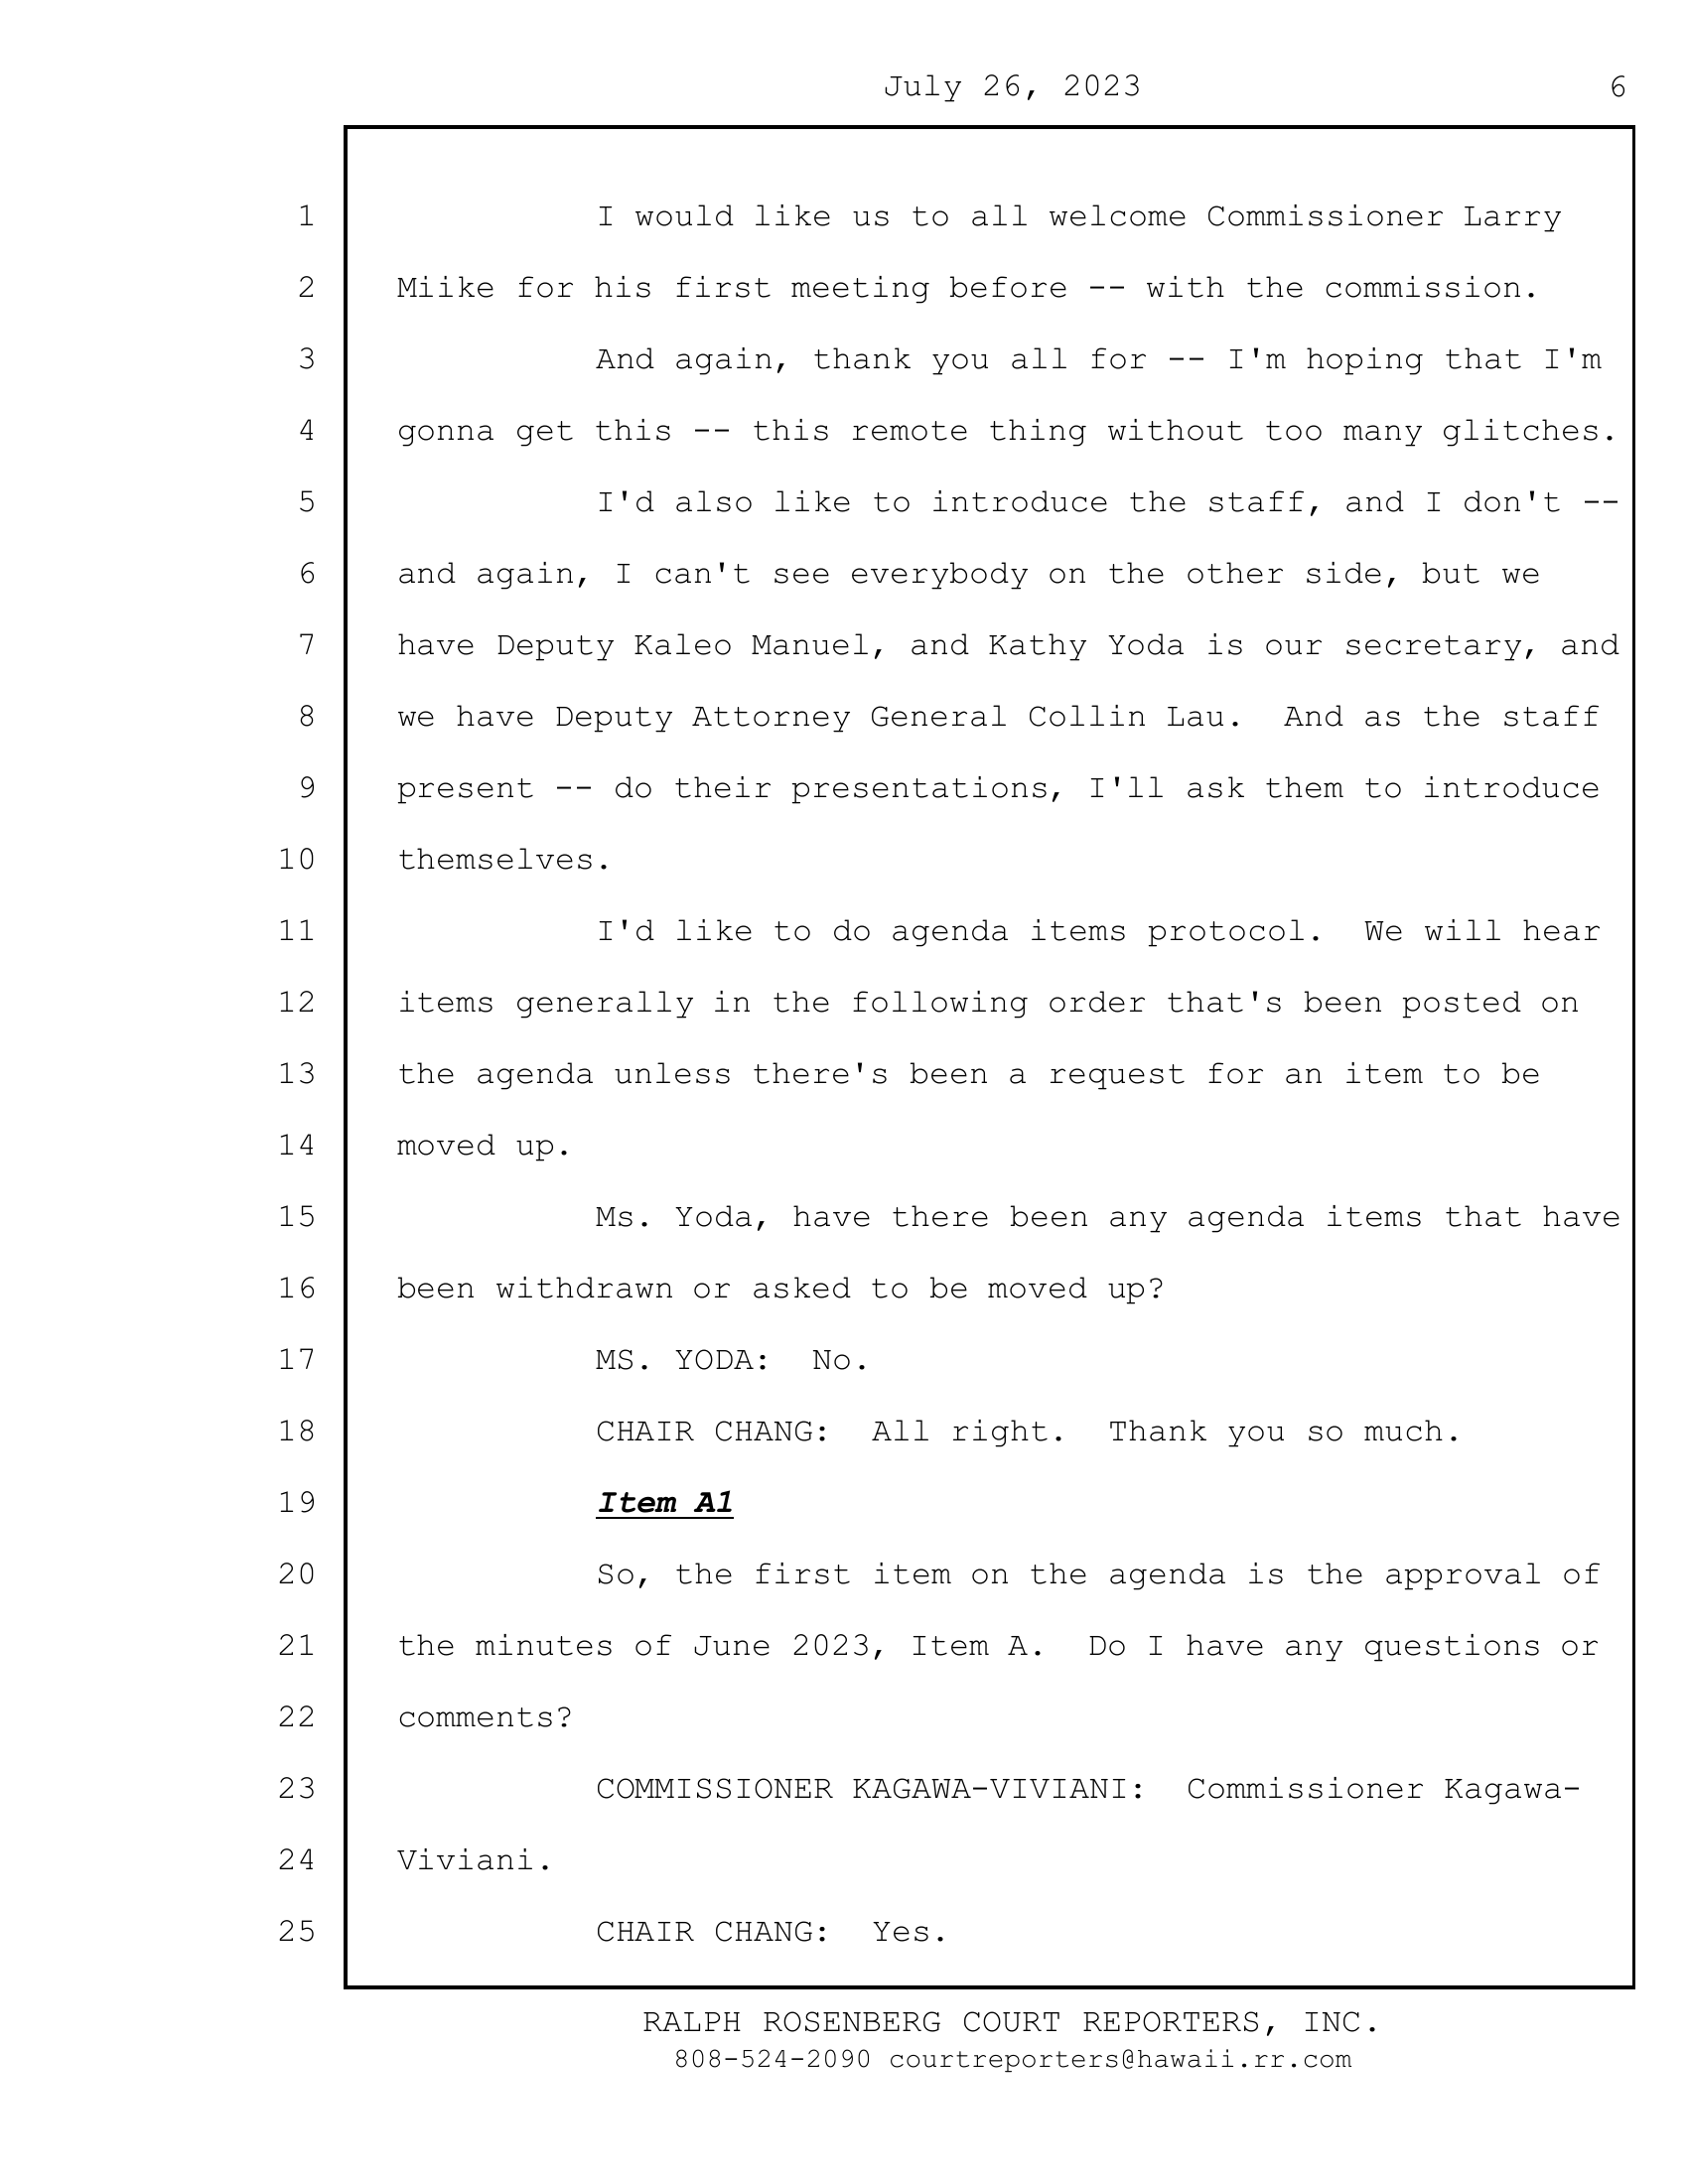 July 26, 2023 6
1 I would like us to all welcome Commissioner Larry
2 Miike for his first meeting before -- with the commission.
3 And again, thank you all for -- I'm hoping that I'm
4 gonna get this -- this remote thing without too many glitches.
5 I'd also like to introduce the staff, and I don't --
6 and again, I can't see everybody on the other side, but we
7 have Deputy Kaleo Manuel, and Kathy Yoda is our secretary, and
8 we have Deputy Attorney General Collin Lau.  And as the staff
9 present -- do their presentations, I'll ask them to introduce
10 themselves.
11 I'd like to do agenda items protocol.  We will hear
12 items generally in the following order that's been posted on
13 the agenda unless there's been a request for an item to be
14 moved up.
15 Ms. Yoda, have there been any agenda items that have
16 been withdrawn or asked to be moved up?
17 MS. YODA:  No.
18 CHAIR CHANG:  All right.  Thank you so much.
19 Item A1
20 So, the first item on the agenda is the approval of
21 the minutes of June 2023, Item A.  Do I have any questions or
22 comments?
23 COMMISSIONER KAGAWA-VIVIANI:  Commissioner Kagawa-
24 Viviani.
25 CHAIR CHANG:  Yes.
RALPH ROSENBERG COURT REPORTERS, INC.
808-524-2090 courtreporters@hawaii.rr.com